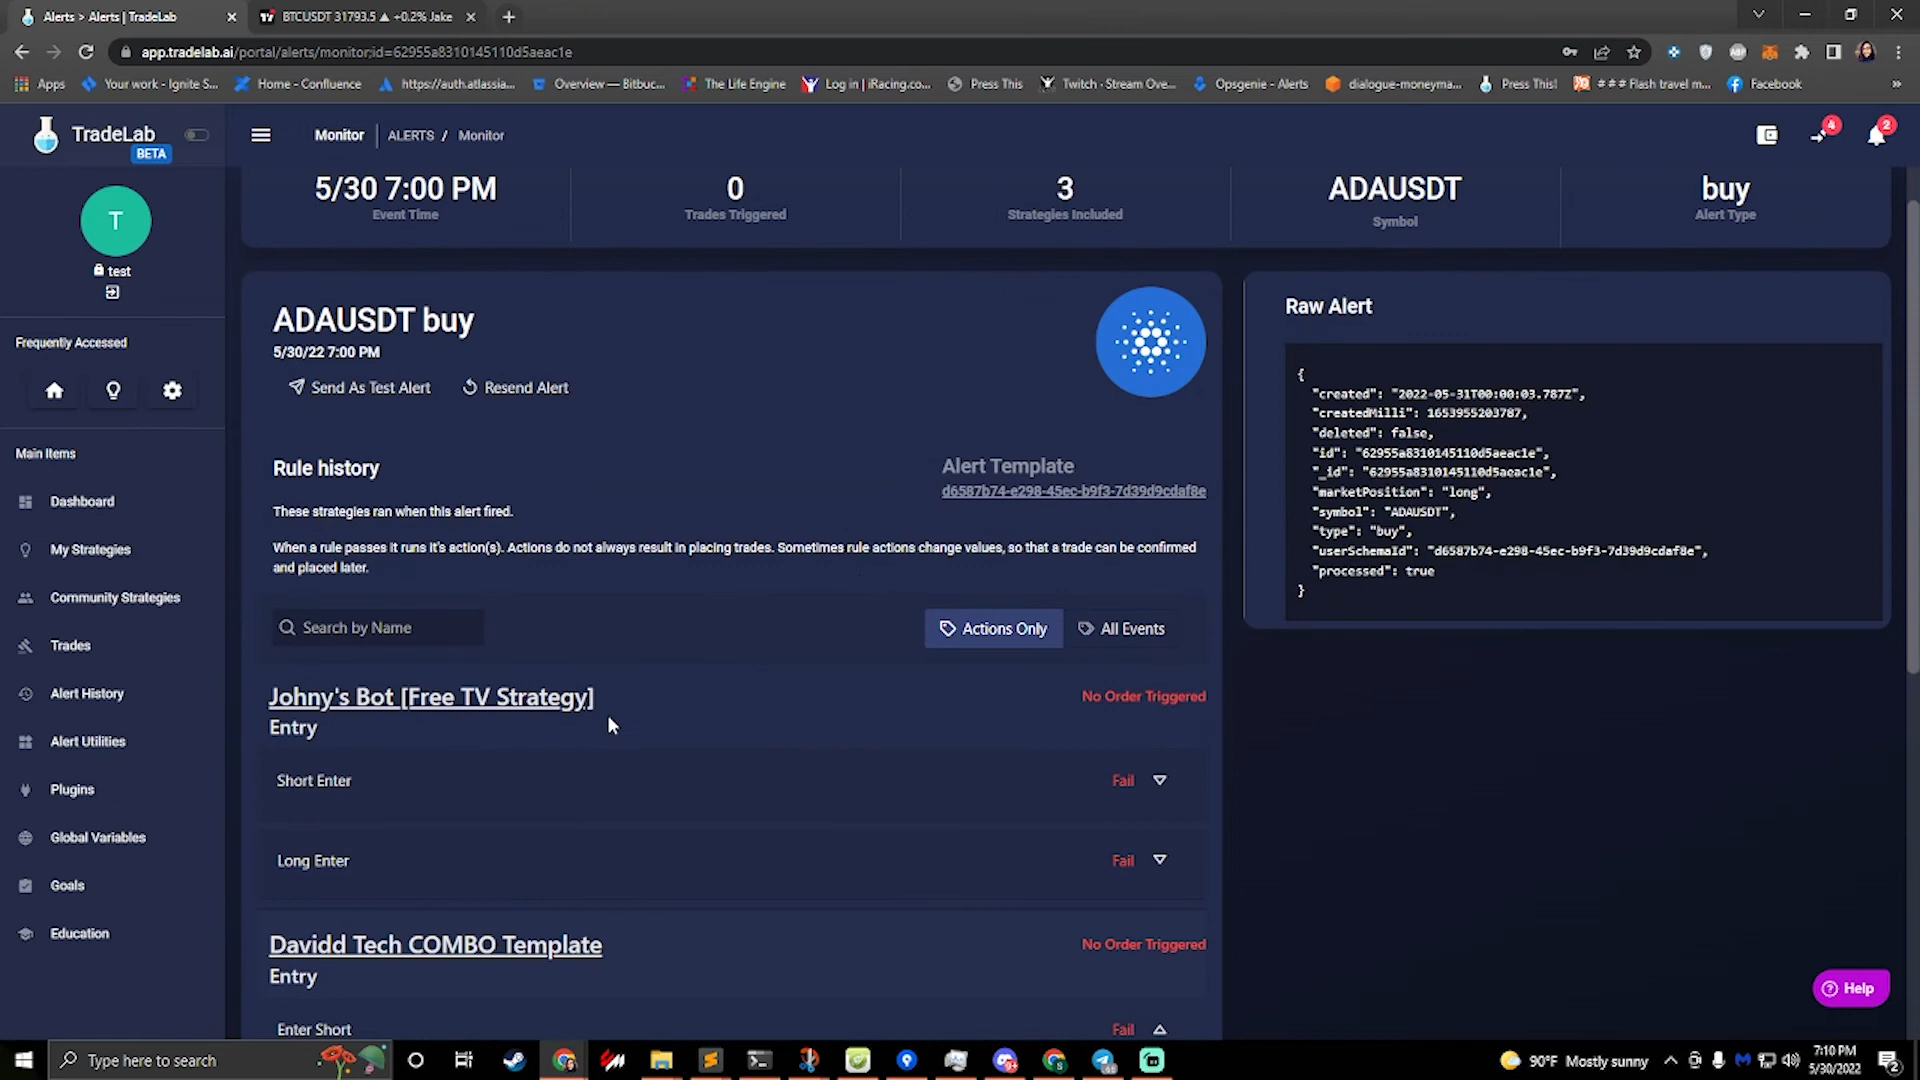 Alerts > Alerts | TradeLab
BTCUSDT 31793.5 ▲ +0.2% Jake
app.tradelab.ai/portal/alerts/monitor;id=62955a8310145110d5aeac1e
Apps
Your work - Ignite S...
Home - Confluence
https://auth.atlassia...
Overview — Bitbuc...
The Life Engine
Log in | iRacing.co...
Press This
Twitch - Stream Ove...
Opsgenie - Alerts
dialogue-moneyma...
Press This!
# # # Flash travel m...
Facebook
»
TradeLab
BETA
Monitor
ALERTS / Monitor
4
2
T
test
Frequently Accessed
Main Items
Dashboard
My Strategies
Community Strategies
Trades
Alert History
Alert Utilities
Plugins
Global Variables
Goals
Education
5/30 7:00 PM
Event Time
0
Trades Triggered
3
Strategies Included
ADAUSDT
Symbol
buy
Alert Type
ADAUSDT buy
5/30/22 7:00 PM
Send As Test Alert
Resend Alert
Rule history
Alert Template
d6587b74-e298-45ec-b9f3-7d39d9cdaf8e
These strategies ran when this alert fired.
When a rule passes it runs it's action(s). Actions do not always result in placing trades. Sometimes rule actions change values, so that a trade can be confirmed
and placed later.
Search by Name
Actions Only
All Events
Johny's Bot [Free TV Strategy]
No Order Triggered
Entry
Short Enter
Fail
Long Enter
Fail
Davidd Tech COMBO Template
No Order Triggered
Entry
Enter Short
Fail
Raw Alert
{
"created": "2022-05-31T00:00:03.787Z",
"createdMilli": 1653955203787,
"deleted": false,
"id": "62955a8310145110d5aeac1e",
"_id": "62955a8310145110d5aeac1e",
"marketPosition": "long",
"symbol": "ADAUSDT",
"type": "buy",
"userSchemaId": "d6587b74-e298-45ec-b9f3-7d39d9cdaf8e",
"processed": true
}
Help
Type here to search
90°F Mostly sunny
7:10 PM
5/30/2022
2